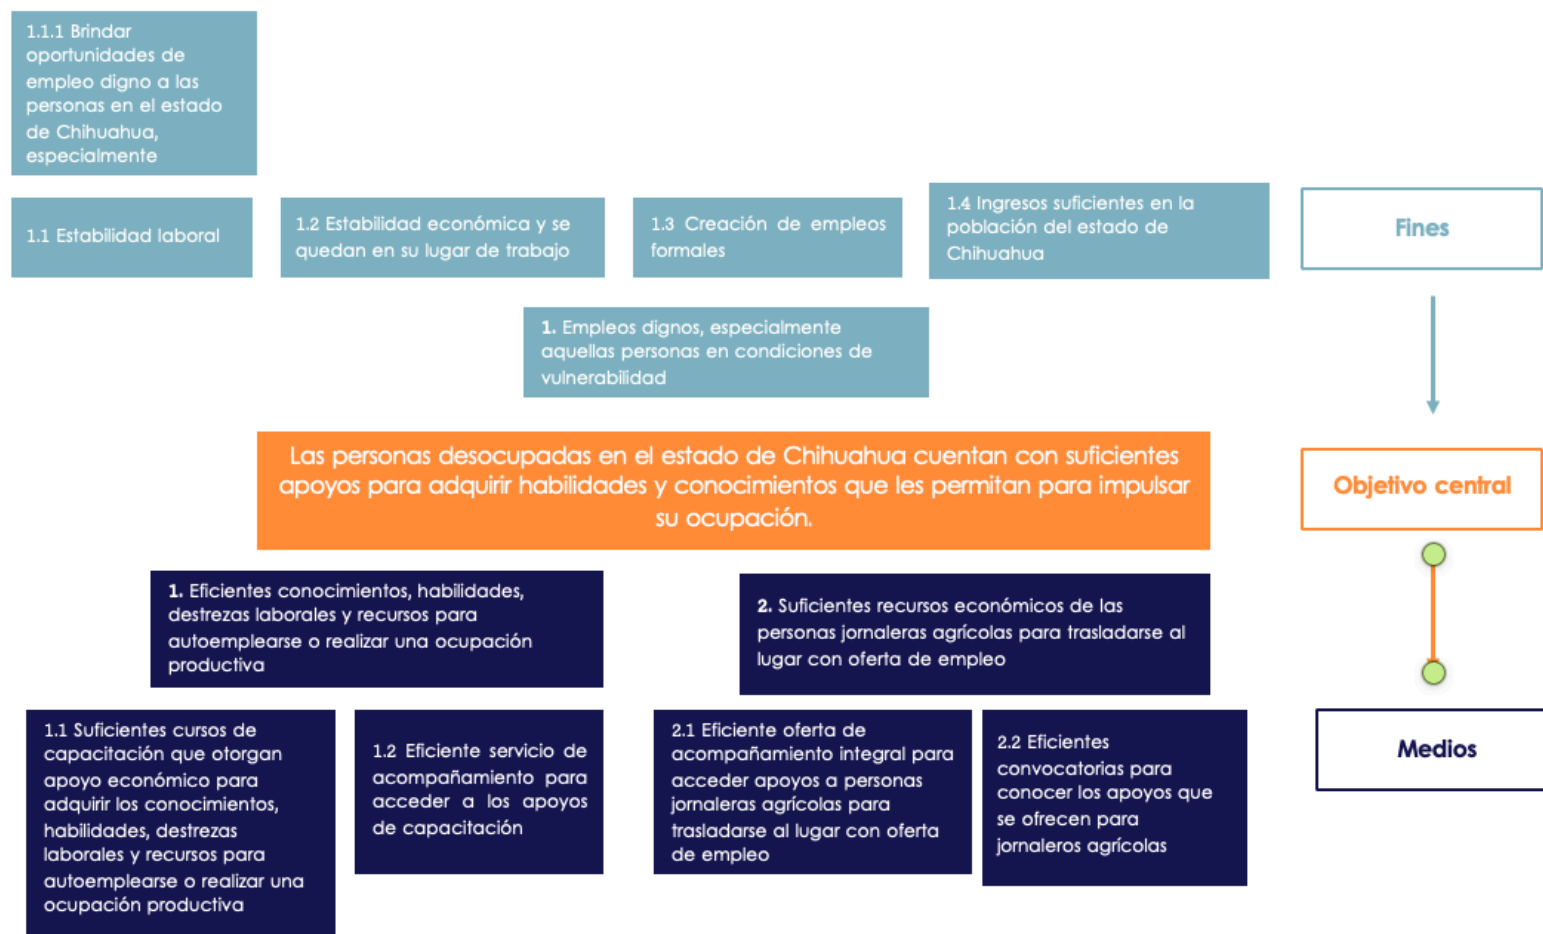 1.1.1 Brindar
oportunidades de
empleo digno a las
personas en el estado
de Chihuahua,
especialmente
1.1 Estabilidad laboral
1.2 Estabilidad económica y se
quedan en su lugar de trabajo
1.3 Creación de empleos
formales
1.4 Ingresos suficientes en la
población del estado de
Chihuahua
Fines
1. Empleos dignos, especialmente
aquellas personas en condiciones de
vulnerabilidad
Las personas desocupadas en el estado de Chihuahua cuentan con suficientes
apoyos para adquirir habilidades y conocimientos que les permitan para impulsar
su ocupación.
Objetivo central
1. Eficientes conocimientos, habilidades,
destrezas laborales y recursos para
autoemplearse o realizar una ocupación
productiva
2. Suficientes recursos económicos de las
personas jornaleras agrícolas para trasladarse al
lugar con oferta de empleo
1.1 Suficientes cursos de
capacitación que otorgan
apoyo económico para
adquirir los conocimientos,
habilidades, destrezas
laborales y recursos para
autoemplearse o realizar una
ocupación productiva
1.2 Eficiente servicio de
acompañamiento para
acceder a los apoyos
de capacitación
2.1 Eficiente oferta de
acompañamiento integral para
acceder apoyos a personas
jornaleras agrícolas para
trasladarse al lugar con oferta
de empleo
2.2 Eficientes
convocatorias para
conocer los apoyos que
se ofrecen para
jornaleros agrícolas
Medios